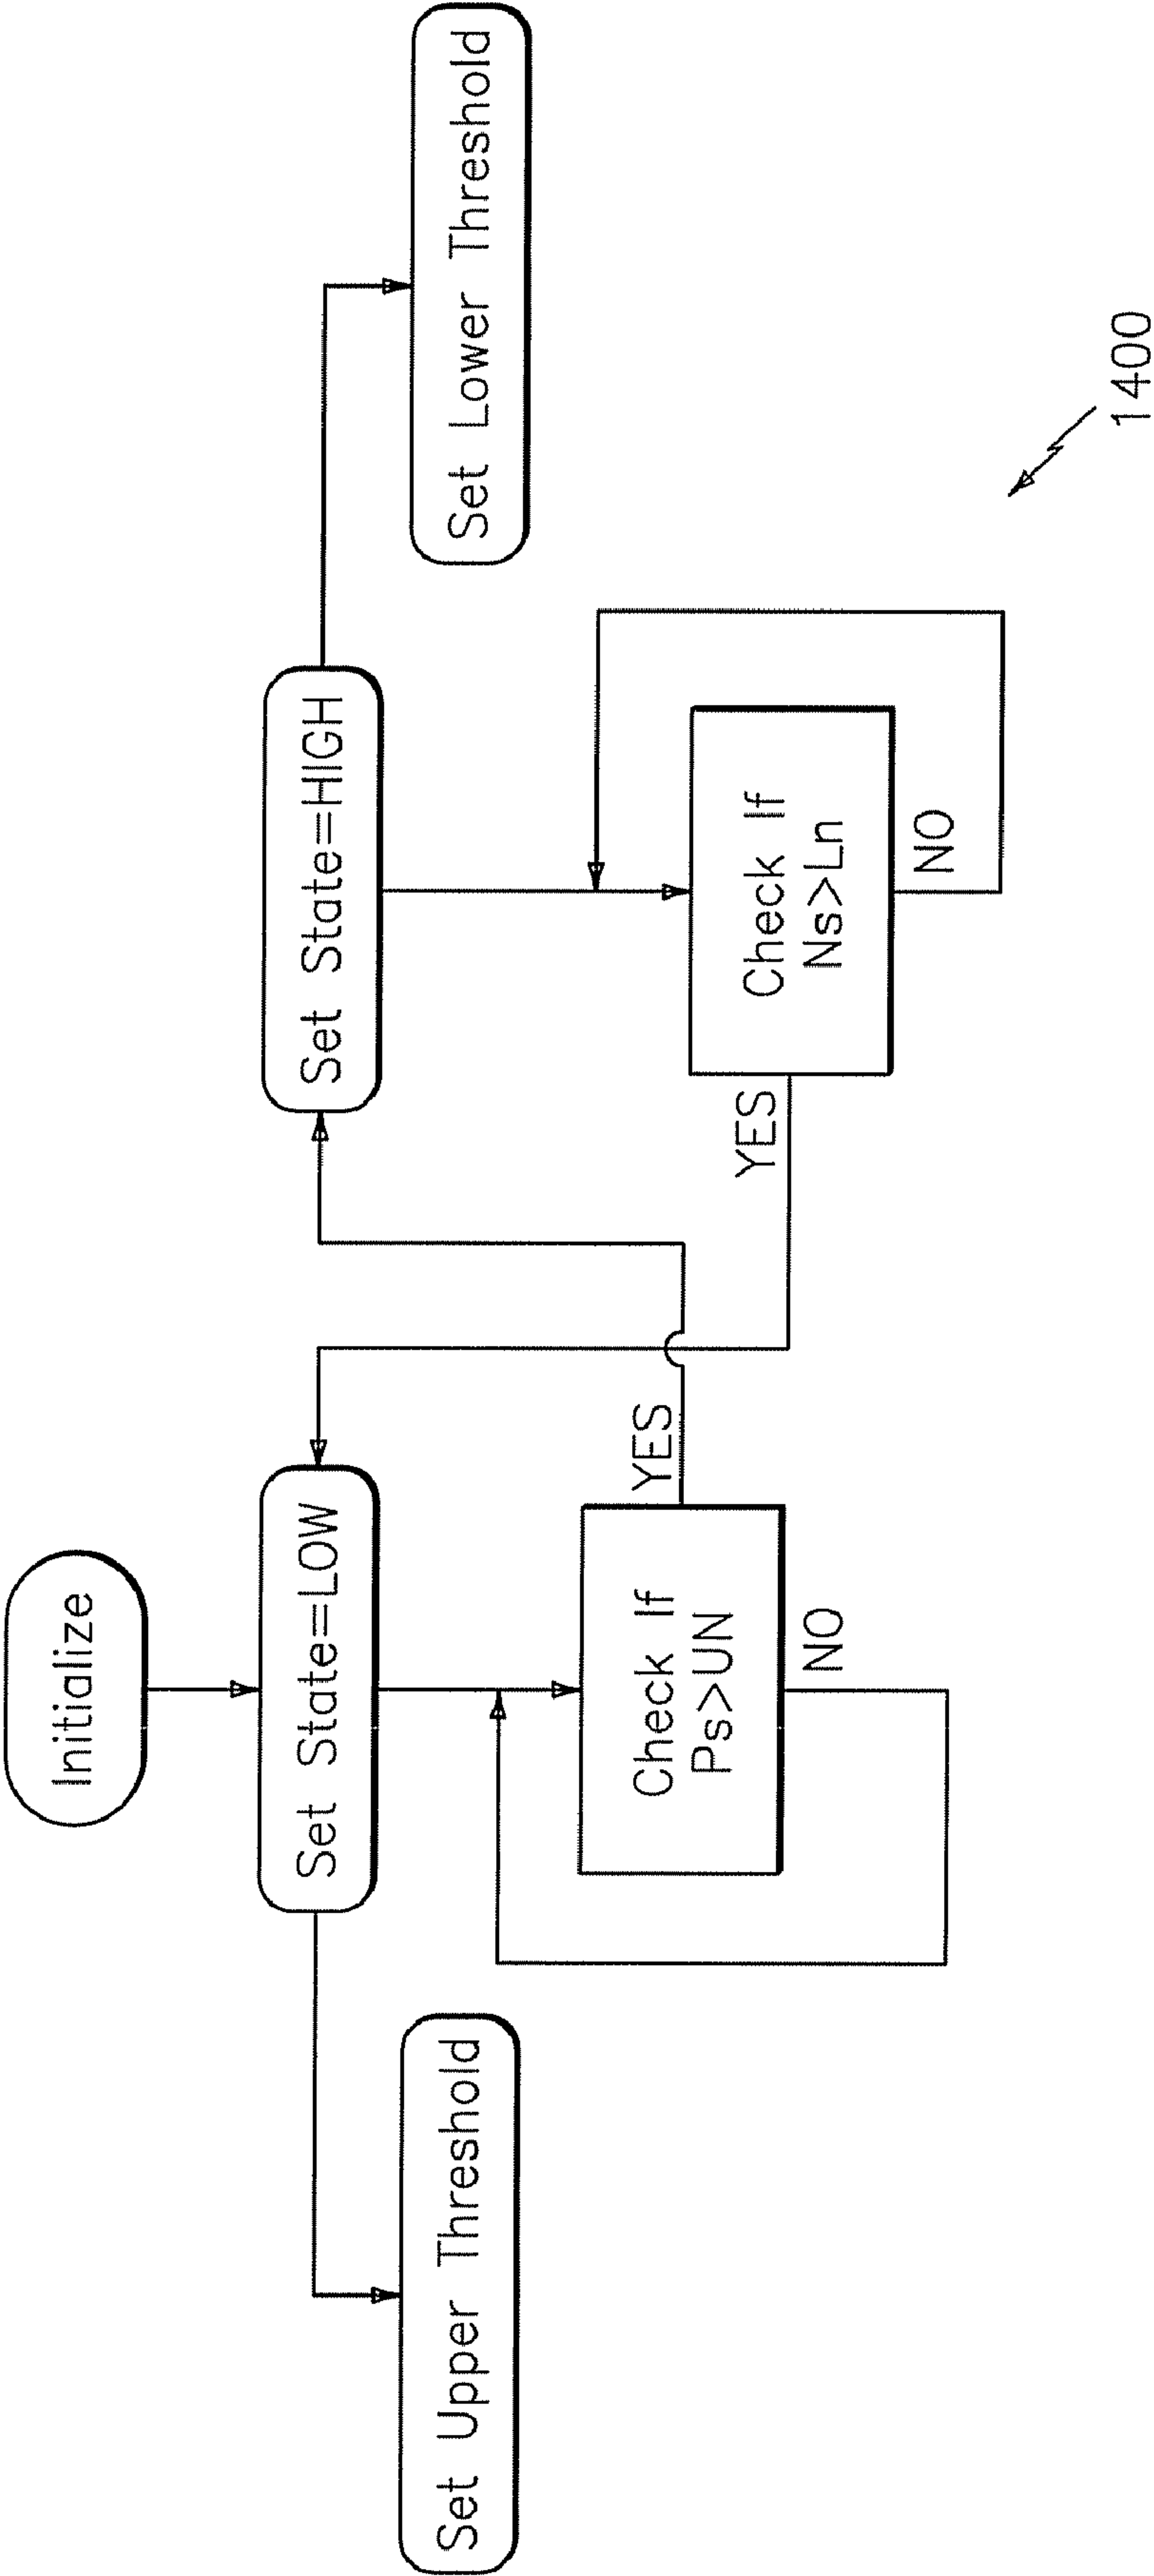 Initialize
Set State=LOW
Set State=HIGH
Set Upper Threshold
Set Lower Threshold
Check If
Ps>UN
YES
NO
Check If
Ns>Ln
YES
NO
1400